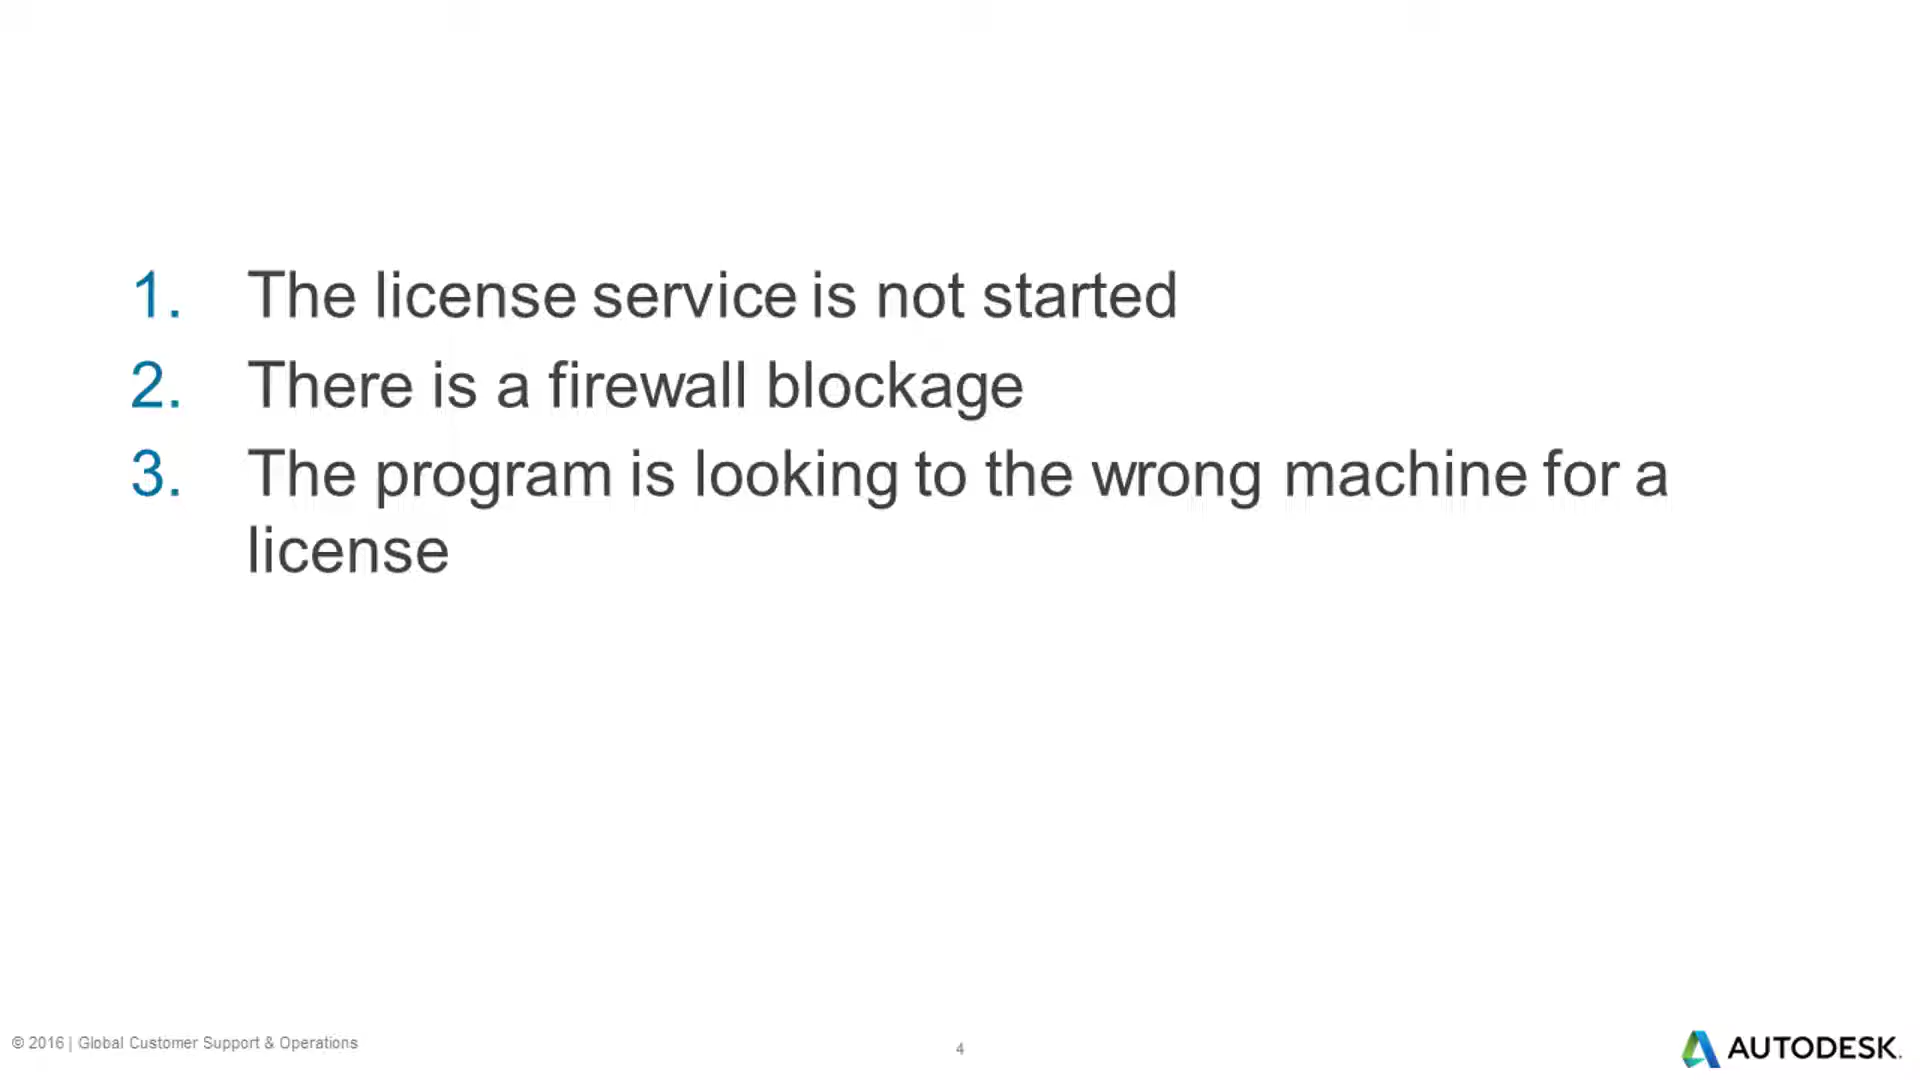 1. The license service is not started
2. There is a firewall blockage
3. The program is looking to the wrong machine for a
license
© 2016 | Global Customer Support & Operations
4
AUTODESK.